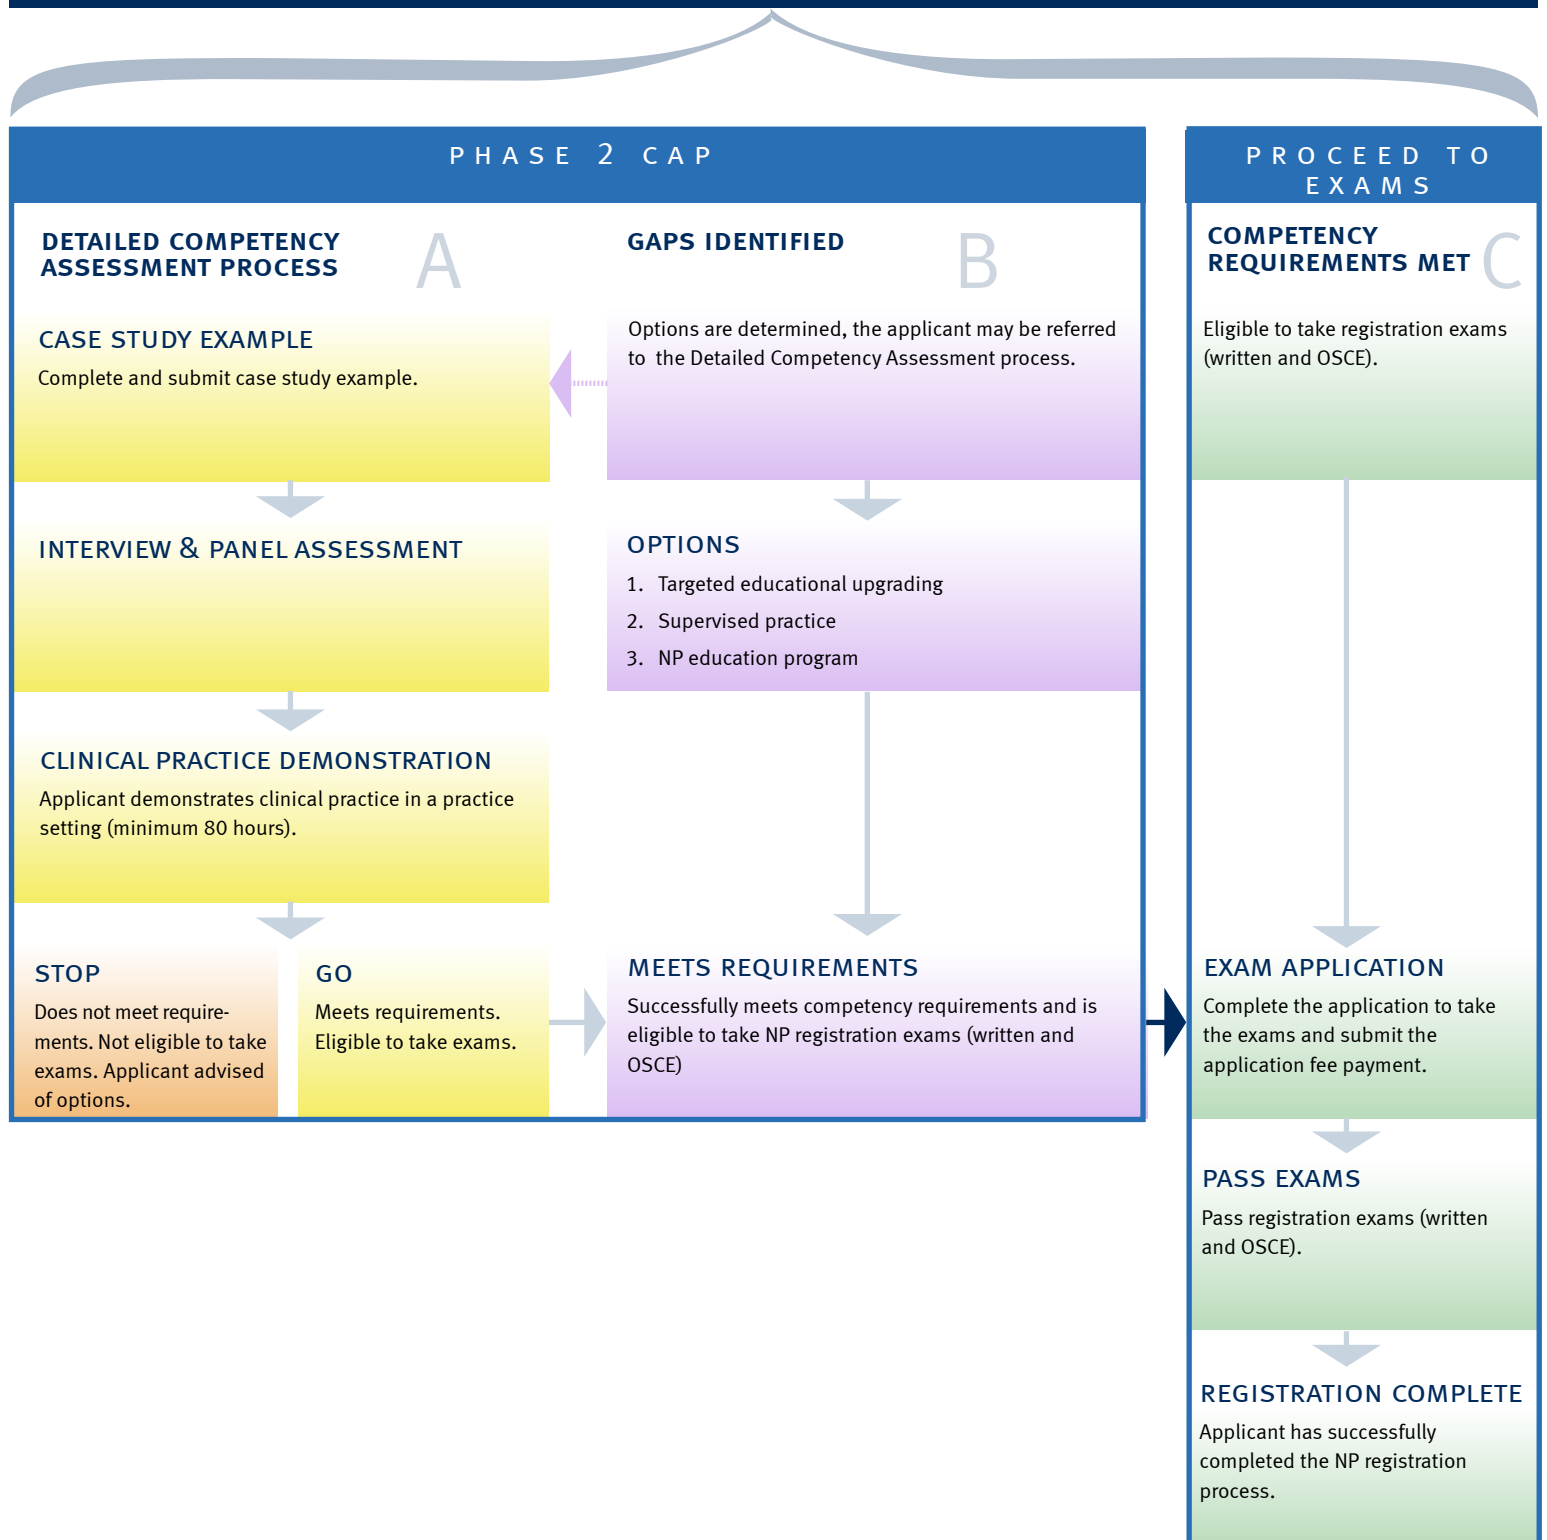 PHASE 2 CAP
DETAILED COMPETENCY
ASSESSMENT PROCESS
A
CASE STUDY EXAMPLE
Complete and submit case study example.
INTERVIEW & PANEL ASSESSMENT
CLINICAL PRACTICE DEMONSTRATION
Applicant demonstrates clinical practice in a practice
setting (minimum 80 hours).
STOP
Does not meet require-
ments. Not eligible to take
exams. Applicant advised
of options.
GO
Meets requirements.
Eligible to take exams.
GAPS IDENTIFIED
B
Options are determined, the applicant may be referred
to the Detailed Competency Assessment process.
OPTIONS
1. Targeted educational upgrading
2. Supervised practice
3. NP education program
MEETS REQUIREMENTS
Successfully meets competency requirements and is
eligible to take NP registration exams (written and
OSCE)
PROCEED TO
EXAMS
COMPETENCY
REQUIREMENTS MET
C
Eligible to take registration exams
(written and OSCE).
EXAM APPLICATION
Complete the application to take
the exams and submit the
application fee payment.
PASS EXAMS
Pass registration exams (written
and OSCE).
REGISTRATION COMPLETE
Applicant has successfully
completed the NP registration
process.